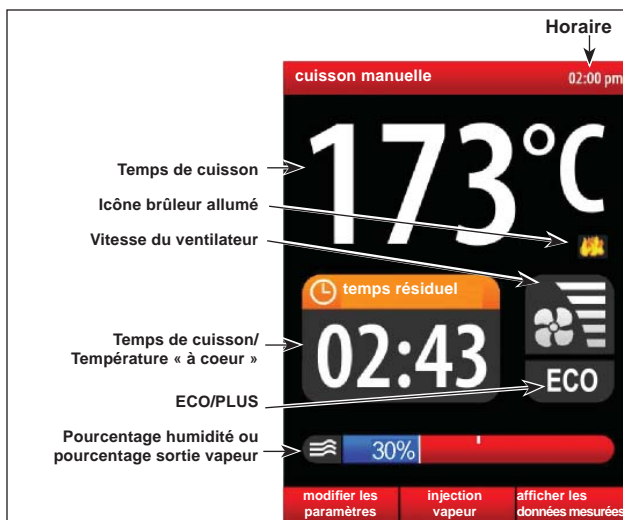 Horaire
cuisson manuelle 02:00 pm
173°C
Temps de cuisson
Icône brûleur allumé
Vitesse du ventilateur
temps résiduel
02:43
Temps de cuisson/
Température « à coeur »
ECO
ECO/PLUS
Pourcentage humidité ou
pourcentage sortie vapeur
30%
modifier les
paramètres
injection
vapeur
afficher les
données mesurées